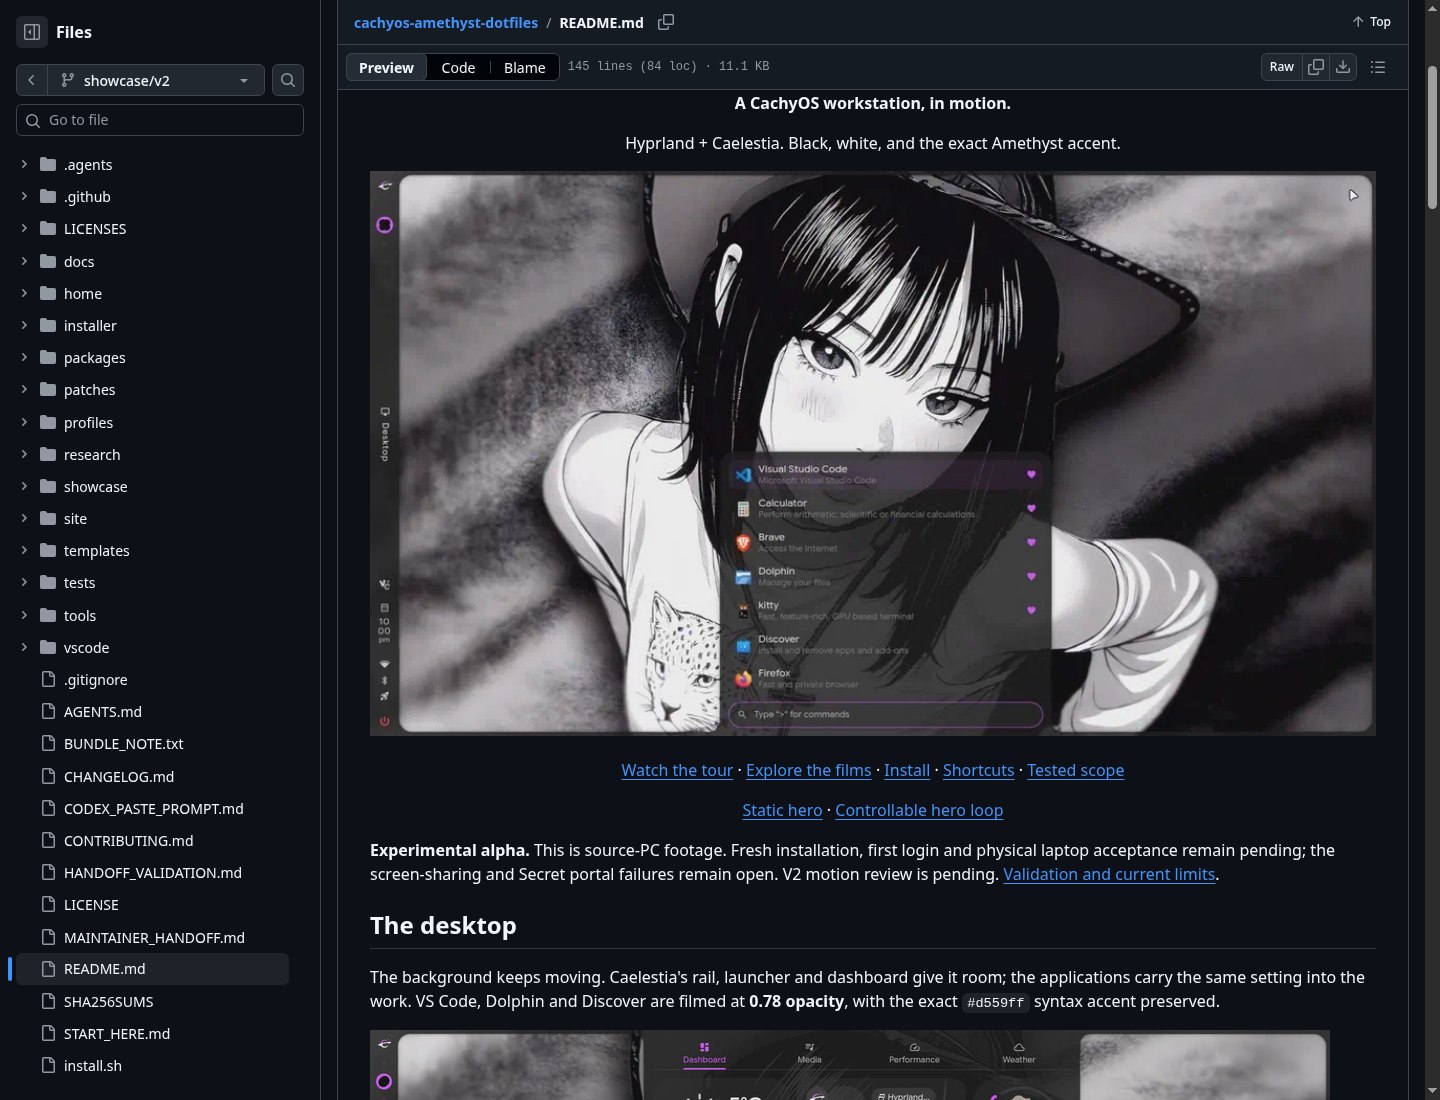 Files
showcase/v2
Go to file
.agents
.github
LICENSES
docs
home
installer
packages
patches
profiles
research
showcase
site
templates
tests
tools
vscode
.gitignore
AGENTS.md
BUNDLE_NOTE.txt
CHANGELOG.md
CODEX_PASTE_PROMPT.md
CONTRIBUTING.md
HANDOFF_VALIDATION.md
LICENSE
MAINTAINER_HANDOFF.md
README.md
SHA256SUMS
START_HERE.md
install.sh
cachyos-amethyst-dotfiles / README.md
Top
Preview Code Blame 145 lines (84 loc) · 11.1 KB Raw
A CachyOS workstation, in motion.
Hyprland + Caelestia. Black, white, and the exact Amethyst accent.
Desktop
10
00
pm
Visual Studio Code
Microsoft Visual Studio Code
Calculator
Perform arithmetic, scientific or financial calculations
Brave
Access the Internet
Dolphin
Manage your files
kitty
Fast, feature-rich, GPU based terminal
Discover
Install and remove apps and add-ons
Firefox
Fast and private browser
Type ">" for commands
Watch the tour · Explore the films · Install · Shortcuts · Tested scope
Static hero · Controllable hero loop
Experimental alpha. This is source-PC footage. Fresh installation, first login and physical laptop acceptance remain pending; the
screen-sharing and Secret portal failures remain open. V2 motion review is pending. Validation and current limits.
The desktop
The background keeps moving. Caelestia's rail, launcher and dashboard give it room; the applications carry the same setting into the
work. VS Code, Dolphin and Discover are filmed at 0.78 opacity, with the exact #d559ff syntax accent preserved.
Dashboard Media Performance Weather
Hyprland...